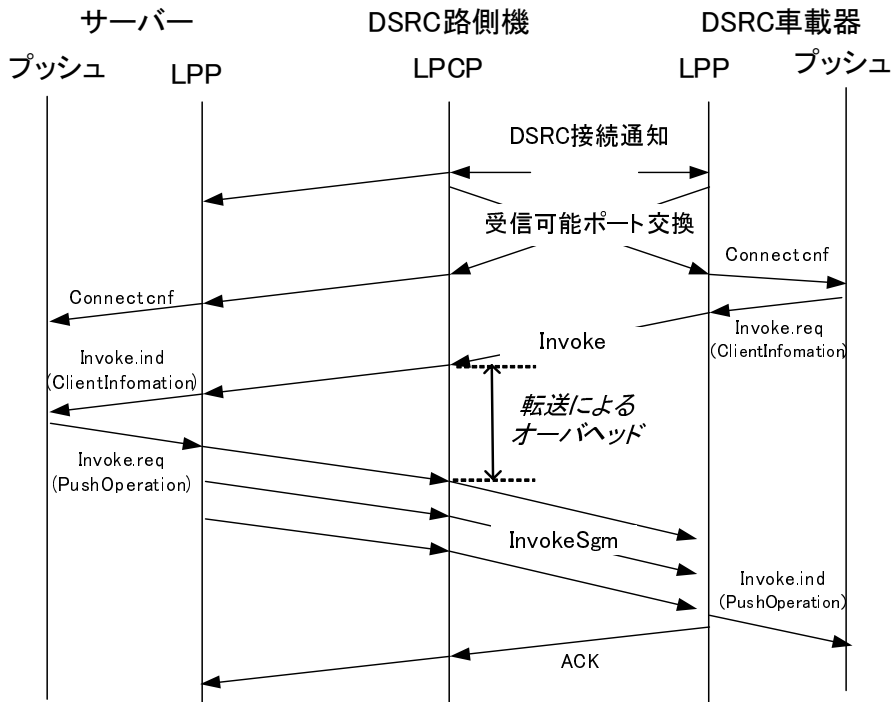 サーバー
DSRC路側機
DSRC車載器
プッシュ
LPP
LPCP
LPP
プッシュ
DSRC接続通知
受信可能ポート交換
Connectcnf
Connectcnf
Invoke.req
(ClientInfomation)
Invoke
Invoke.ind
(ClientInfomation)
転送による
オーバヘッド
Invoke.req
(PushOperation)
InvokeSgm
Invoke.ind
(PushOperation)
ACK